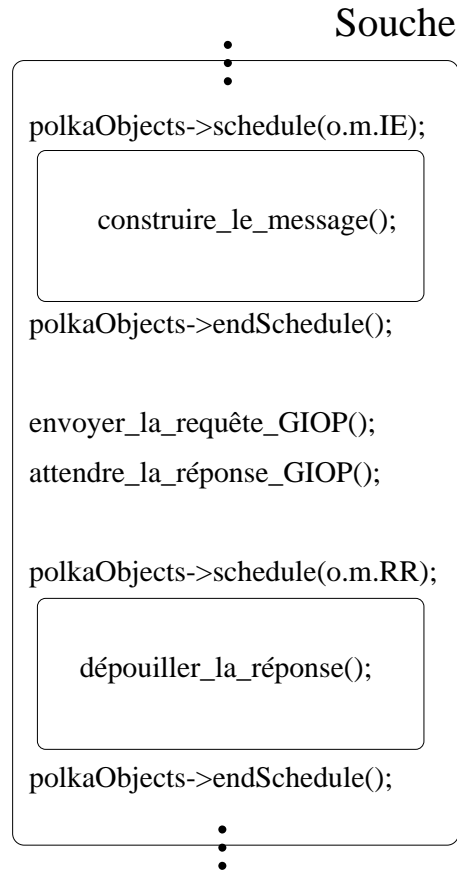 Souche
polkaObjects->schedule(o.m.IE);
construire_le_message();
polkaObjects->endSchedule();
envoyer_la_requête_GIOP();
attendre_la_réponse_GIOP();
polkaObjects->schedule(o.m.RR);
dépouiller_la_réponse();
polkaObjects->endSchedule();